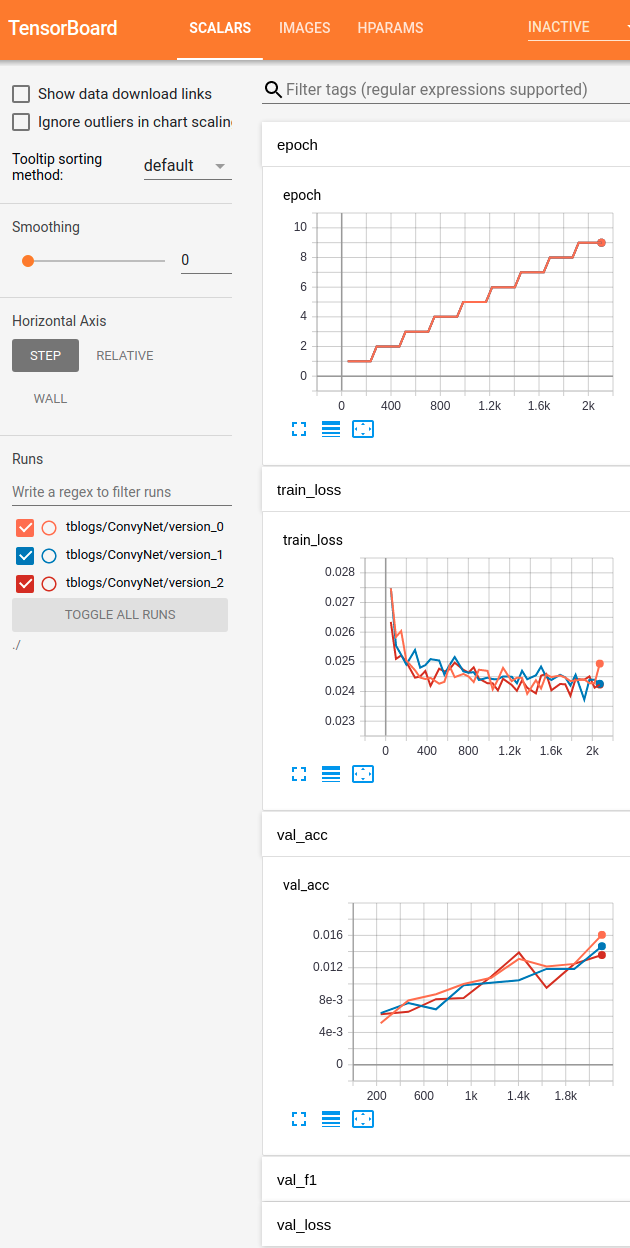 TensorBoard
SCALARS IMAGES HPARAMS
INACTIVE
Show data download links
Ignore outliers in chart scalin
Tooltip sorting
method:
default
Smoothing
0
Horizontal Axis
STEP RELATIVE
WALL
Runs
Write a regex to filter runs
tblogs/ConvyNet/version_0
tblogs/ConvyNet/version_1
tblogs/ConvyNet/version_2
TOGGLE ALL RUNS
./
Filter tags (regular expressions supported)
epoch
epoch
10
8
6
4
2
0
0 400 800 1.2k 1.6k 2k
train_loss
train_loss
0.028
0.027
0.026
0.025
0.024
0.023
0 400 800 1.2k 1.6k 2k
val_acc
val_acc
0.016
0.012
8e-3
4e-3
0
200 600 1k 1.4k 1.8k
val_f1
val_loss